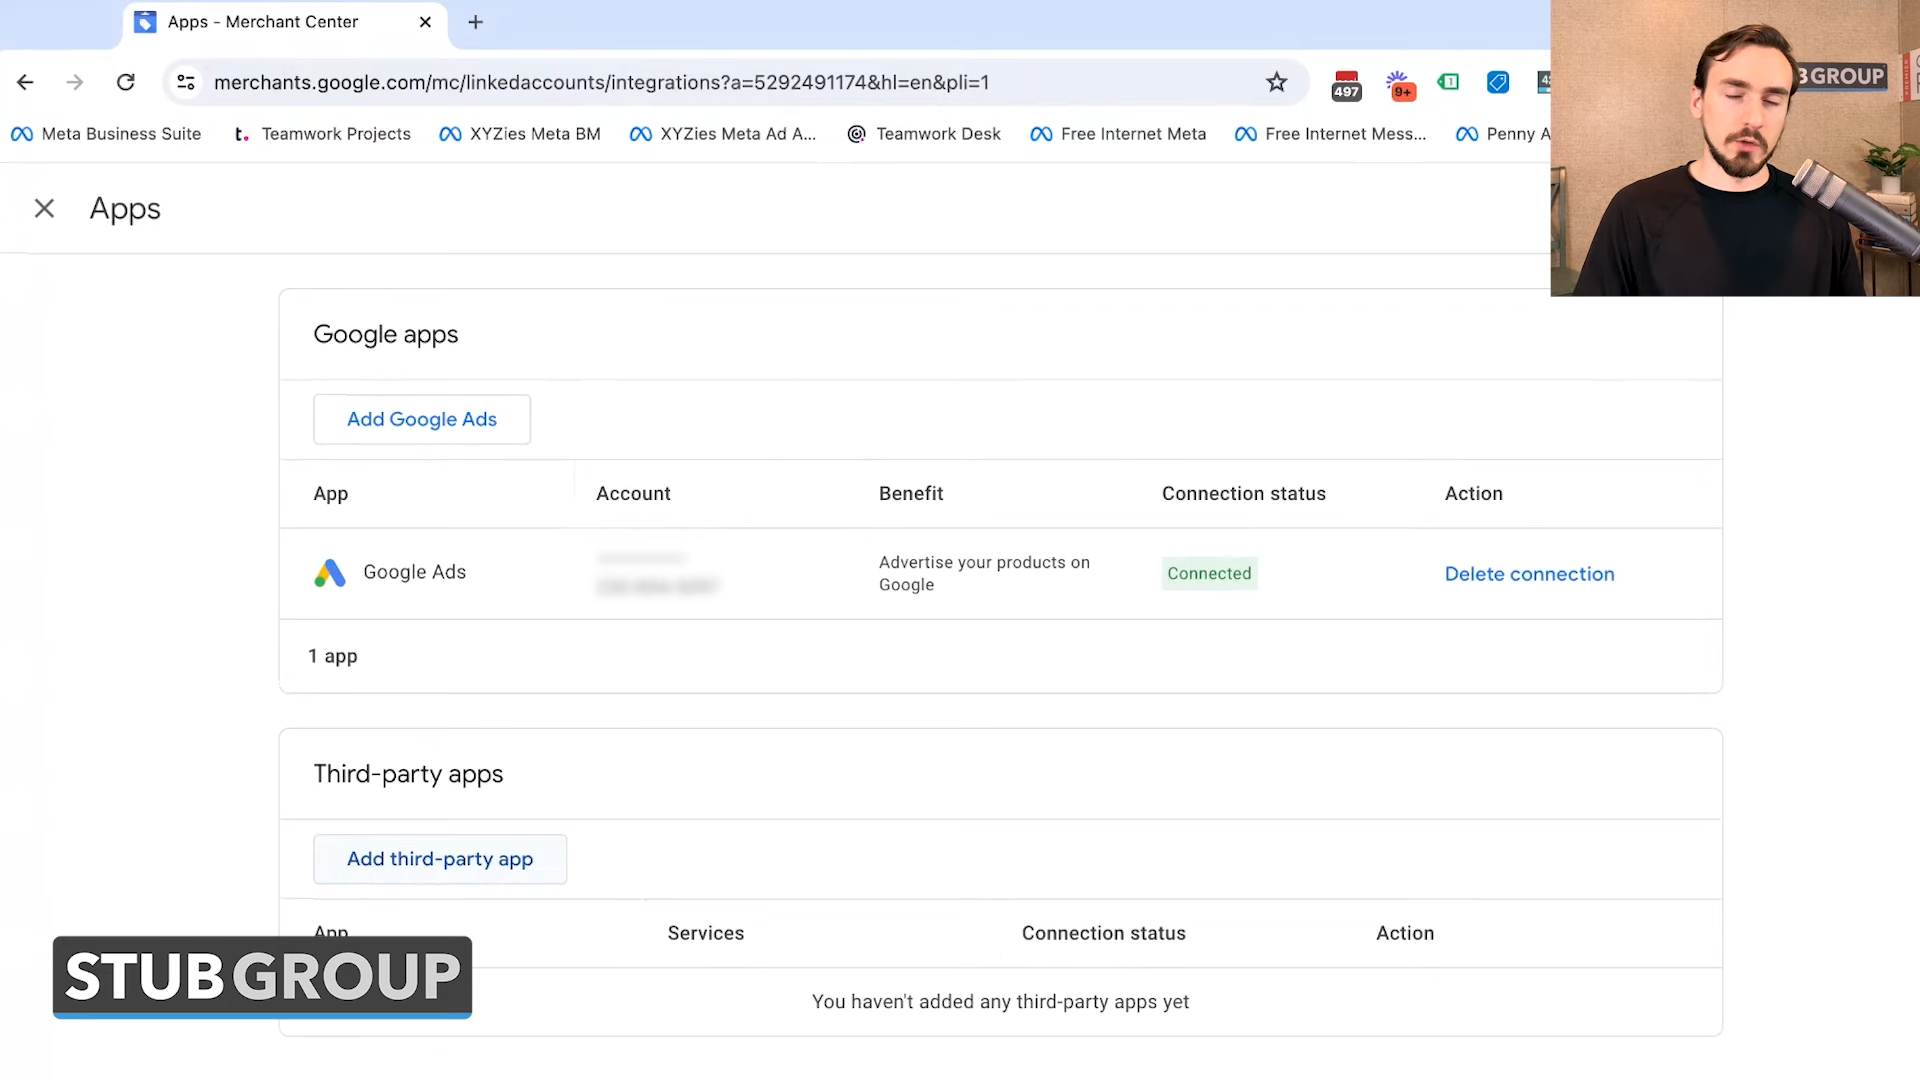 Apps - Merchant Center
merchants.google.com/mc/linkedaccounts/integrations?a=5292491174&hl=en&pli=1
497
9+
1
Meta Business Suite
t. Teamwork Projects
XYZies Meta BM
XYZies Meta Ad A...
Teamwork Desk
Free Internet Meta
Free Internet Mess...
Penny A
GROUP
Apps
Google apps
Add Google Ads
App Account Benefit Connection status Action
Google Ads Advertise your products on Google Connected Delete connection
1 app
Third-party apps
Add third-party app
App Services Connection status Action
You haven't added any third-party apps yet
STUBGROUP